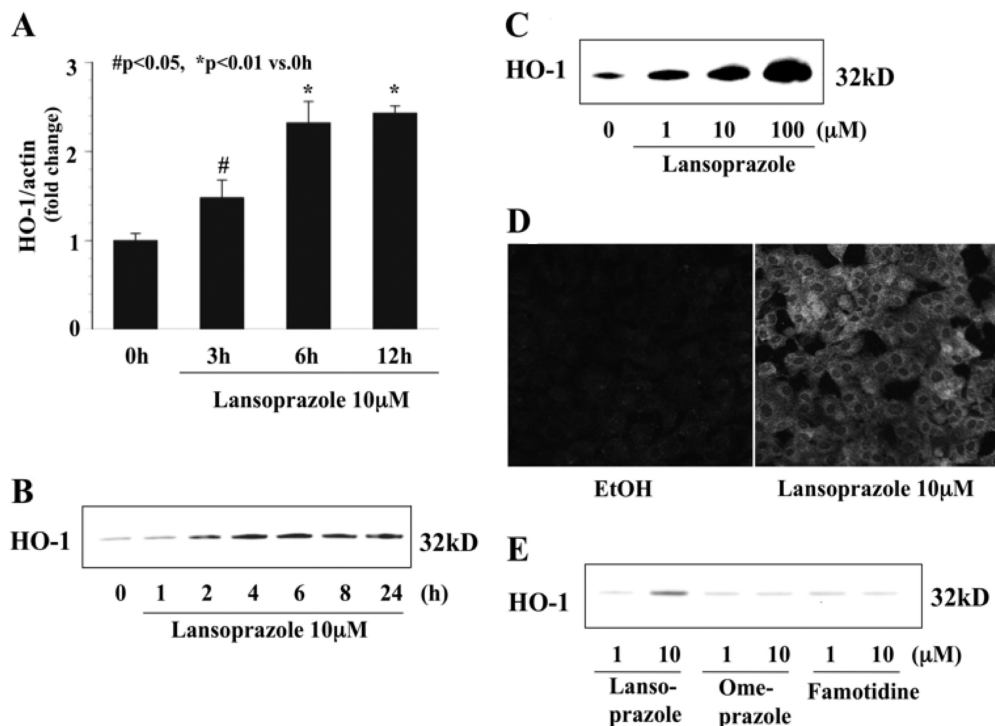 A
#p<0.05, *p<0.01 vs.0h
3
2
1
0
HO-1/actin
(fold change)
#
*
*
0h 3h 6h 12h
Lansoprazole 10μM
B
HO-1 32kD
0 1 2 4 6 8 24 (h)
Lansoprazole 10μM
C
HO-1 32kD
0 1 10 100 (μM)
Lansoprazole
D
EtOH Lansoprazole 10μM
E
HO-1 32kD
1 10 1 10 1 10 (μM)
Lanso-
prazole
Ome-
prazole
Famotidine